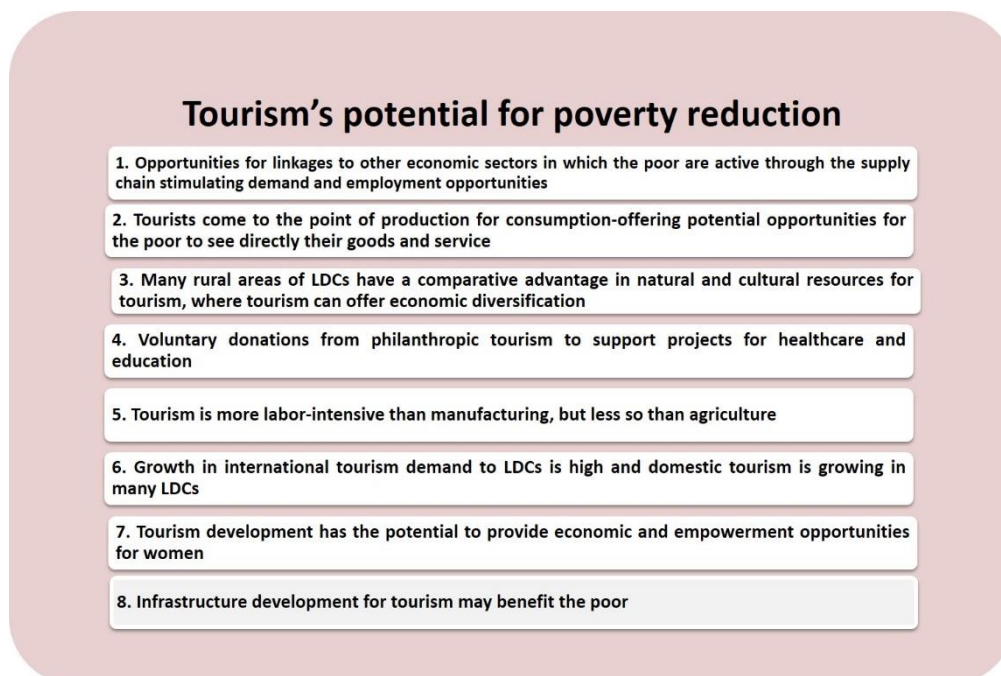 Tourism’s potential for poverty reduction
1. Opportunities for linkages to other economic sectors in which the poor are active through the supply
chain stimulating demand and employment opportunities
2. Tourists come to the point of production for consumption-offering potential opportunities for
the poor to see directly their goods and service
3. Many rural areas of LDCs have a comparative advantage in natural and cultural resources for
tourism, where tourism can offer economic diversification
4. Voluntary donations from philanthropic tourism to support projects for healthcare and
education
5. Tourism is more labor-intensive than manufacturing, but less so than agriculture
6. Growth in international tourism demand to LDCs is high and domestic tourism is growing in
many LDCs
7. Tourism development has the potential to provide economic and empowerment opportunities
for women
8. Infrastructure development for tourism may benefit the poor